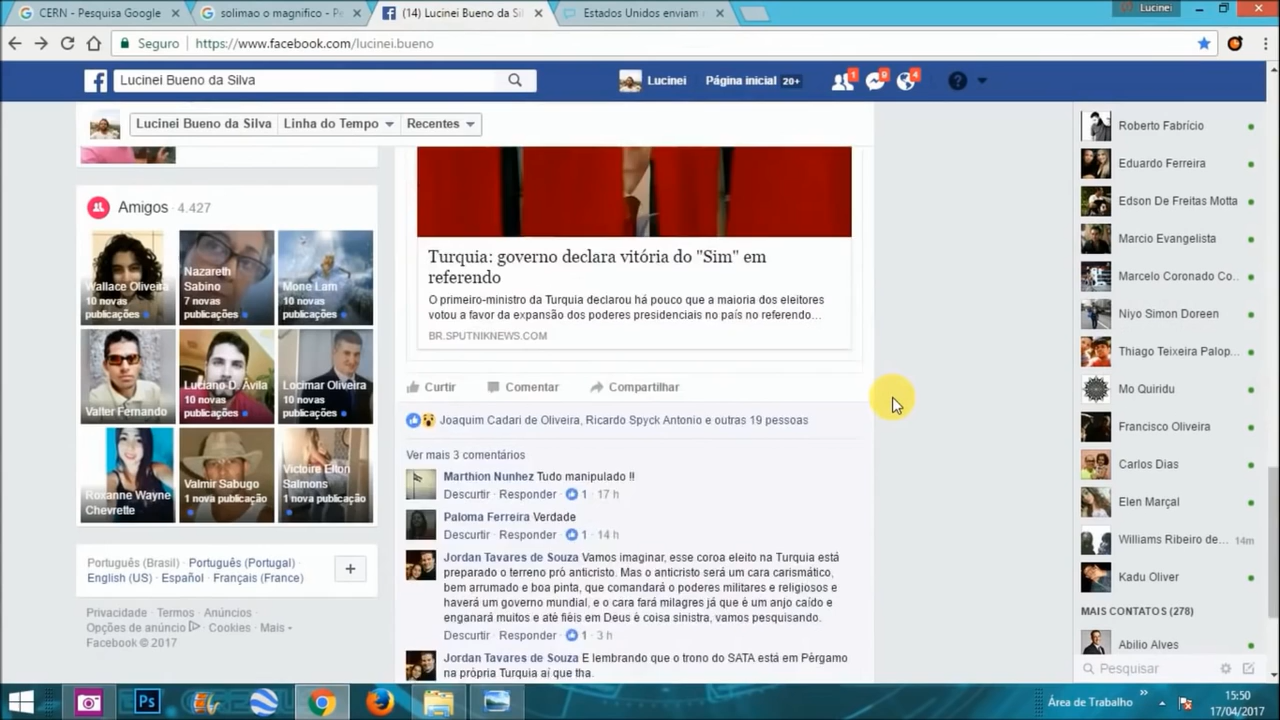 CERN - Pesquisa Google
solimao o magnifico - Pe
(14) Lucinei Bueno da Sil
Estados Unidos enviam
Lucinei
Seguro
https://www.facebook.com/lucinei.bueno
Lucinei Bueno da Silva
Lucinei
Página inicial 20+
1
9
4
Lucinei Bueno da Silva
Linha do Tempo
Recentes
Amigos · 4.427
Wallace Oliveira
10 novas
publicações
Nazareth
Sabino
7 novas
publicações
Mone Lam
10 novas
publicações
Valter Fernando
Luciano D. Avila
10 novas
publicações
Locimar Oliveira
10 novas
publicações
Roxanne Wayne
Chevrette
Valmir Sabugo
1 nova publicação
Victoire Elton
Salmons
1 nova publicação
Português (Brasil) · Português (Portugal) ·
English (US) · Español · Français (France)
Privacidade · Termos · Anúncios ·
Opções de anúncio · Cookies · Mais
Facebook © 2017
Turquia: governo declara vitória do "Sim" em
referendo
O primeiro-ministro da Turquia declarou há pouco que a maioria dos eleitores
votou a favor da expansão dos poderes presidenciais no país no referendo...
BR.SPUTNIKNEWS.COM
Curtir
Comentar
Compartilhar
Joaquim Cadari de Oliveira, Ricardo Spyck Antonio e outras 19 pessoas
Ver mais 3 comentários
Marthion Nunhez Tudo manipulado !!
Descurtir · Responder · 1 · 17 h
Paloma Ferreira Verdade
Descurtir · Responder · 1 · 14 h
Jordan Tavares de Souza Vamos imaginar, esse coroa eleito na Turquia está
preparado o terreno pró anticristo. Mas o anticristo será um cara carismático,
bem arrumado e boa pinta, que comandará o poderes militares e religiosos e
haverá um governo mundial, e o cara fará milagres já que é um anjo caído e
enganará muitos e até fiéis em Deus è coisa sinistra, vamos pesquisando.
Descurtir · Responder · 1 · 3 h
Jordan Tavares de Souza E lembrando que o trono do SATA está em Pérgamo
na própria Turquia aí que tha.
Roberto Fabrício
Eduardo Ferreira
Edson De Freitas Motta
Marcio Evangelista
Marcelo Coronado Co...
Niyo Simon Doreen
Thiago Teixeira Palop...
Mo Quiridu
Francisco Oliveira
Carlos Dias
Elen Marçal
Williams Ribeiro de... 14m
Kadu Oliver
MAIS CONTATOS (278)
Abilio Alves
Pesquisar
Ps
Área de Trabalho
15:50
17/04/2017